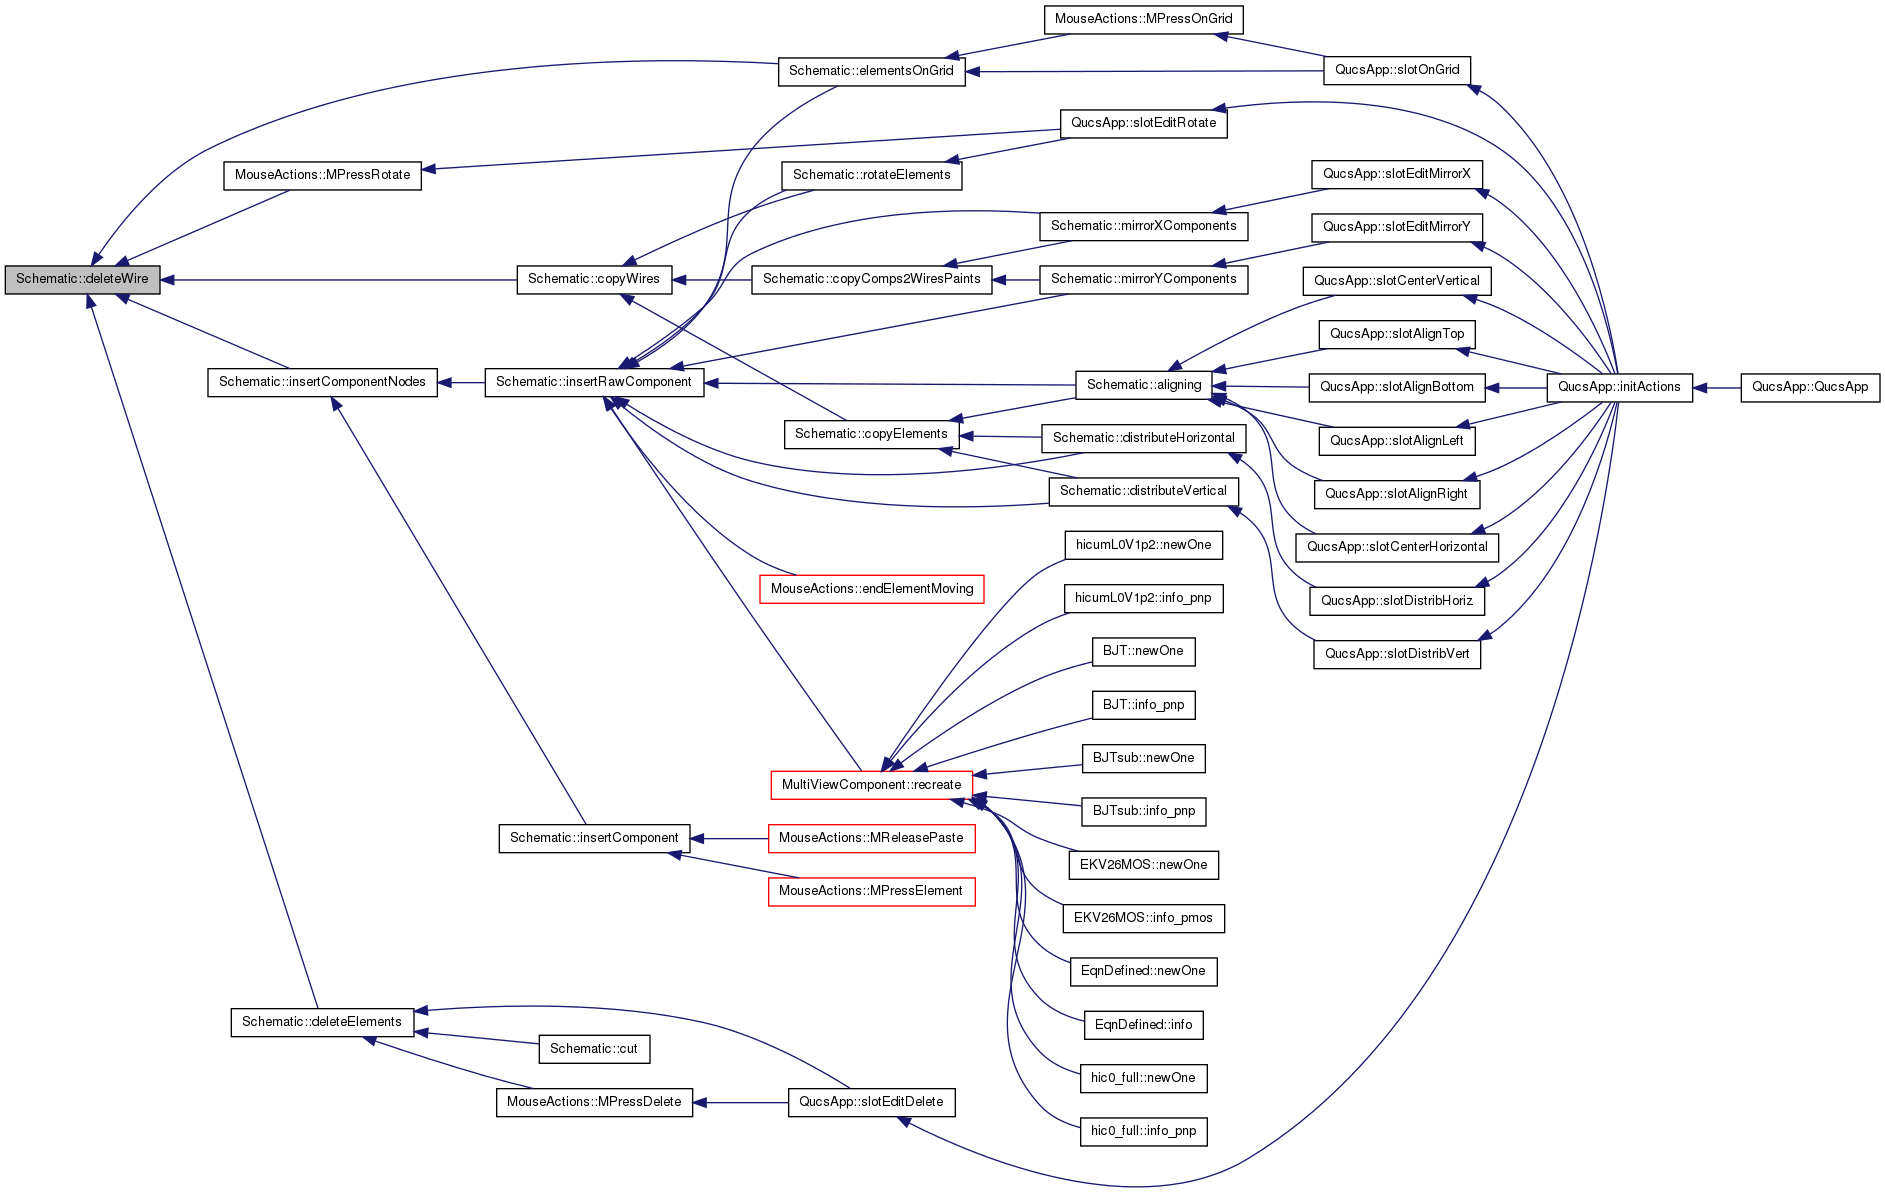 MouseActions::MPressOnGrid
Schematic::elementsOnGrid
QucsApp::slotOnGrid
QucsApp::slotEditRotate
MouseActions::MPressRotate
Schematic::rotateElements
QucsApp::slotEditMirrorX
Schematic::mirrorXComponents
QucsApp::slotEditMirrorY
Schematic::deleteWire
Schematic::copyWires
Schematic::copyComps2WiresPaints
Schematic::mirrorYComponents
QucsApp::slotCenterVertical
QucsApp::slotAlignTop
Schematic::insertComponentNodes
Schematic::insertRawComponent
Schematic::aligning
QucsApp::slotAlignBottom
QucsApp::initActions
QucsApp::QucsApp
Schematic::copyElements
Schematic::distributeHorizontal
QucsApp::slotAlignLeft
Schematic::distributeVertical
QucsApp::slotAlignRight
hicumL0V1p2::newOne
QucsApp::slotCenterHorizontal
MouseActions::endElementMoving
hicumL0V1p2::info_pnp
QucsApp::slotDistribHoriz
BJT::newOne
QucsApp::slotDistribVert
BJT::info_pnp
BJTsub::newOne
MultiViewComponent::recreate
BJTsub::info_pnp
Schematic::insertComponent
MouseActions::MReleasePaste
EKV26MOS::newOne
MouseActions::MPressElement
EKV26MOS::info_pmos
EqnDefined::newOne
Schematic::deleteElements
EqnDefined::info
Schematic::cut
hic0_full::newOne
MouseActions::MPressDelete
QucsApp::slotEditDelete
hic0_full::info_pnp